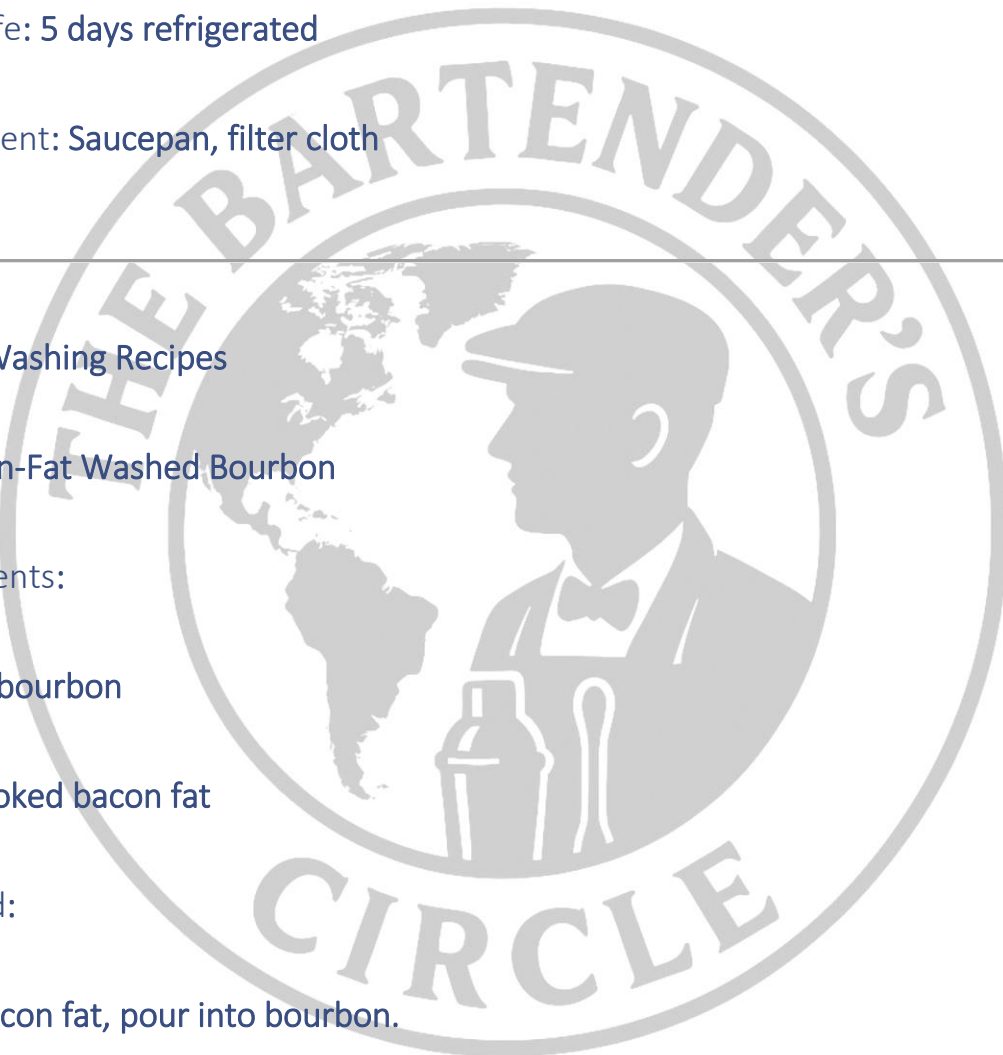 fe: 5 days refrigerated
ent: Saucepan, filter cloth
THE BARTENDER'S
Washing Recipes
n-Fat Washed Bourbon
ents:
bourbon
oked bacon fat
d:
CIRCLE
con fat, pour into bourbon.